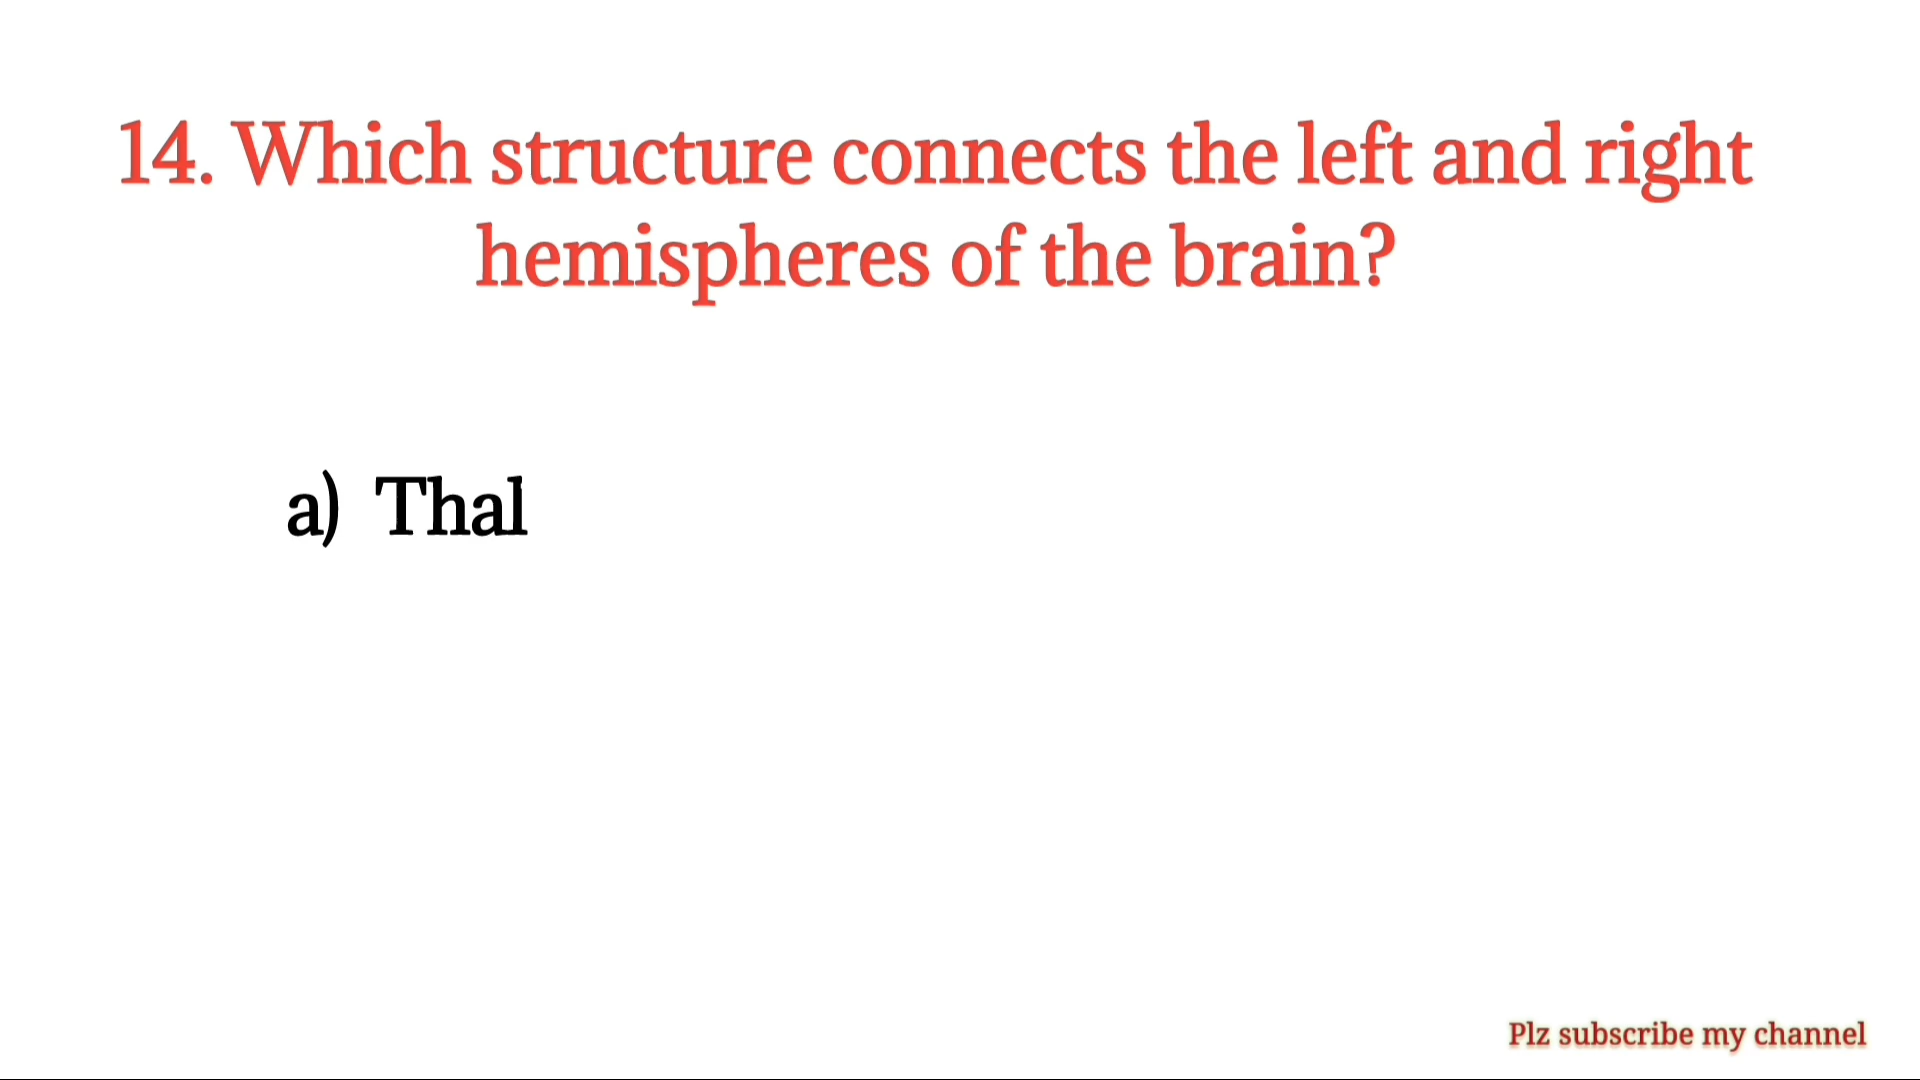 14. Which structure connects the left and right
hemispheres of the brain?
a) Thal
Plz subscribe my channel